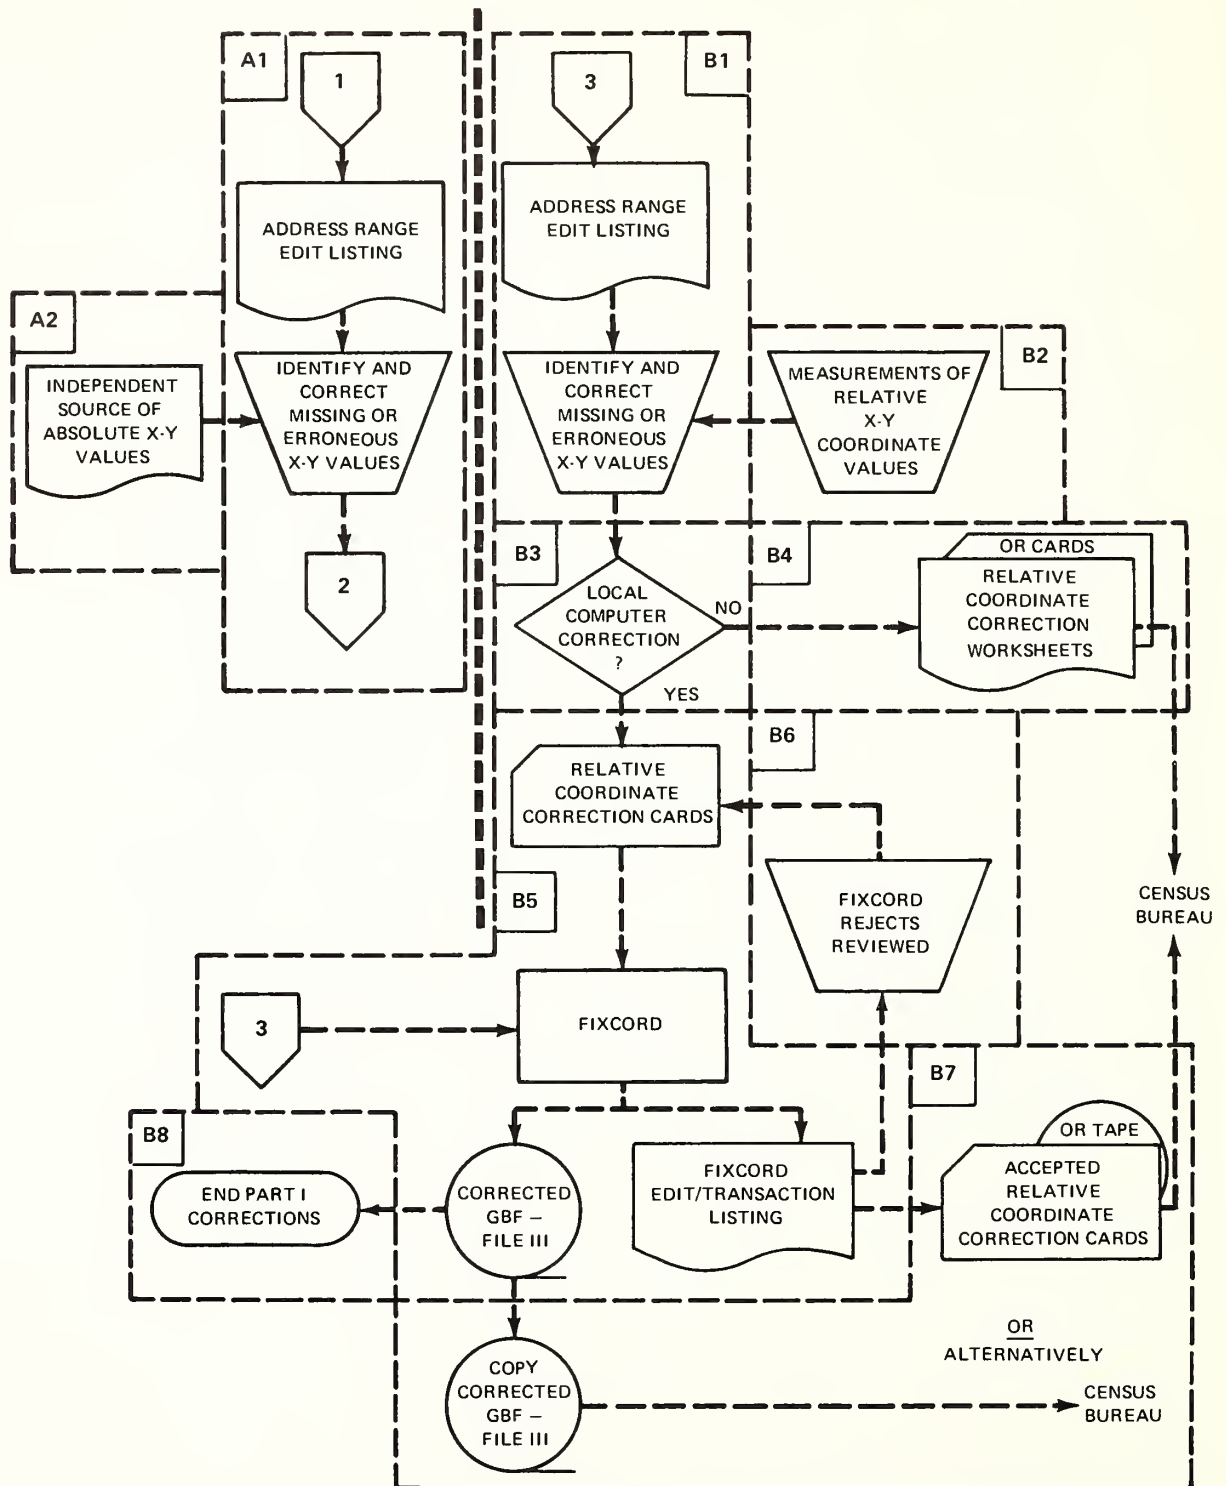 A1
1
ADDRESS RANGE
EDIT LISTING
A2
INDEPENDENT
SOURCE OF
ABSOLUTE X-Y
VALUES
IDENTIFY AND
CORRECT
MISSING OR
ERRONEOUS
X-Y VALUES
2
B1
3
ADDRESS RANGE
EDIT LISTING
IDENTIFY AND
CORRECT
MISSING OR
ERRONEOUS
X-Y VALUES
B2
MEASUREMENTS OF
RELATIVE
X-Y
COORDINATE
VALUES
B3
LOCAL
COMPUTER
CORRECTION
?
NO
YES
B4
OR CARDS
RELATIVE
COORDINATE
CORRECTION
WORKSHEETS
RELATIVE
COORDINATE
CORRECTION CARDS
B6
FIXCORD
REJECTS
REVIEWED
CENSUS
BUREAU
B5
3
FIXCORD
B7
B8
END PART I
CORRECTIONS
CORRECTED
GBF –
FILE III
FIXCORD
EDIT/TRANSACTION
LISTING
OR TAPE
ACCEPTED
RELATIVE
COORDINATE
CORRECTION CARDS
OR
ALTERNATIVELY
COPY
CORRECTED
GBF –
FILE III
CENSUS
BUREAU